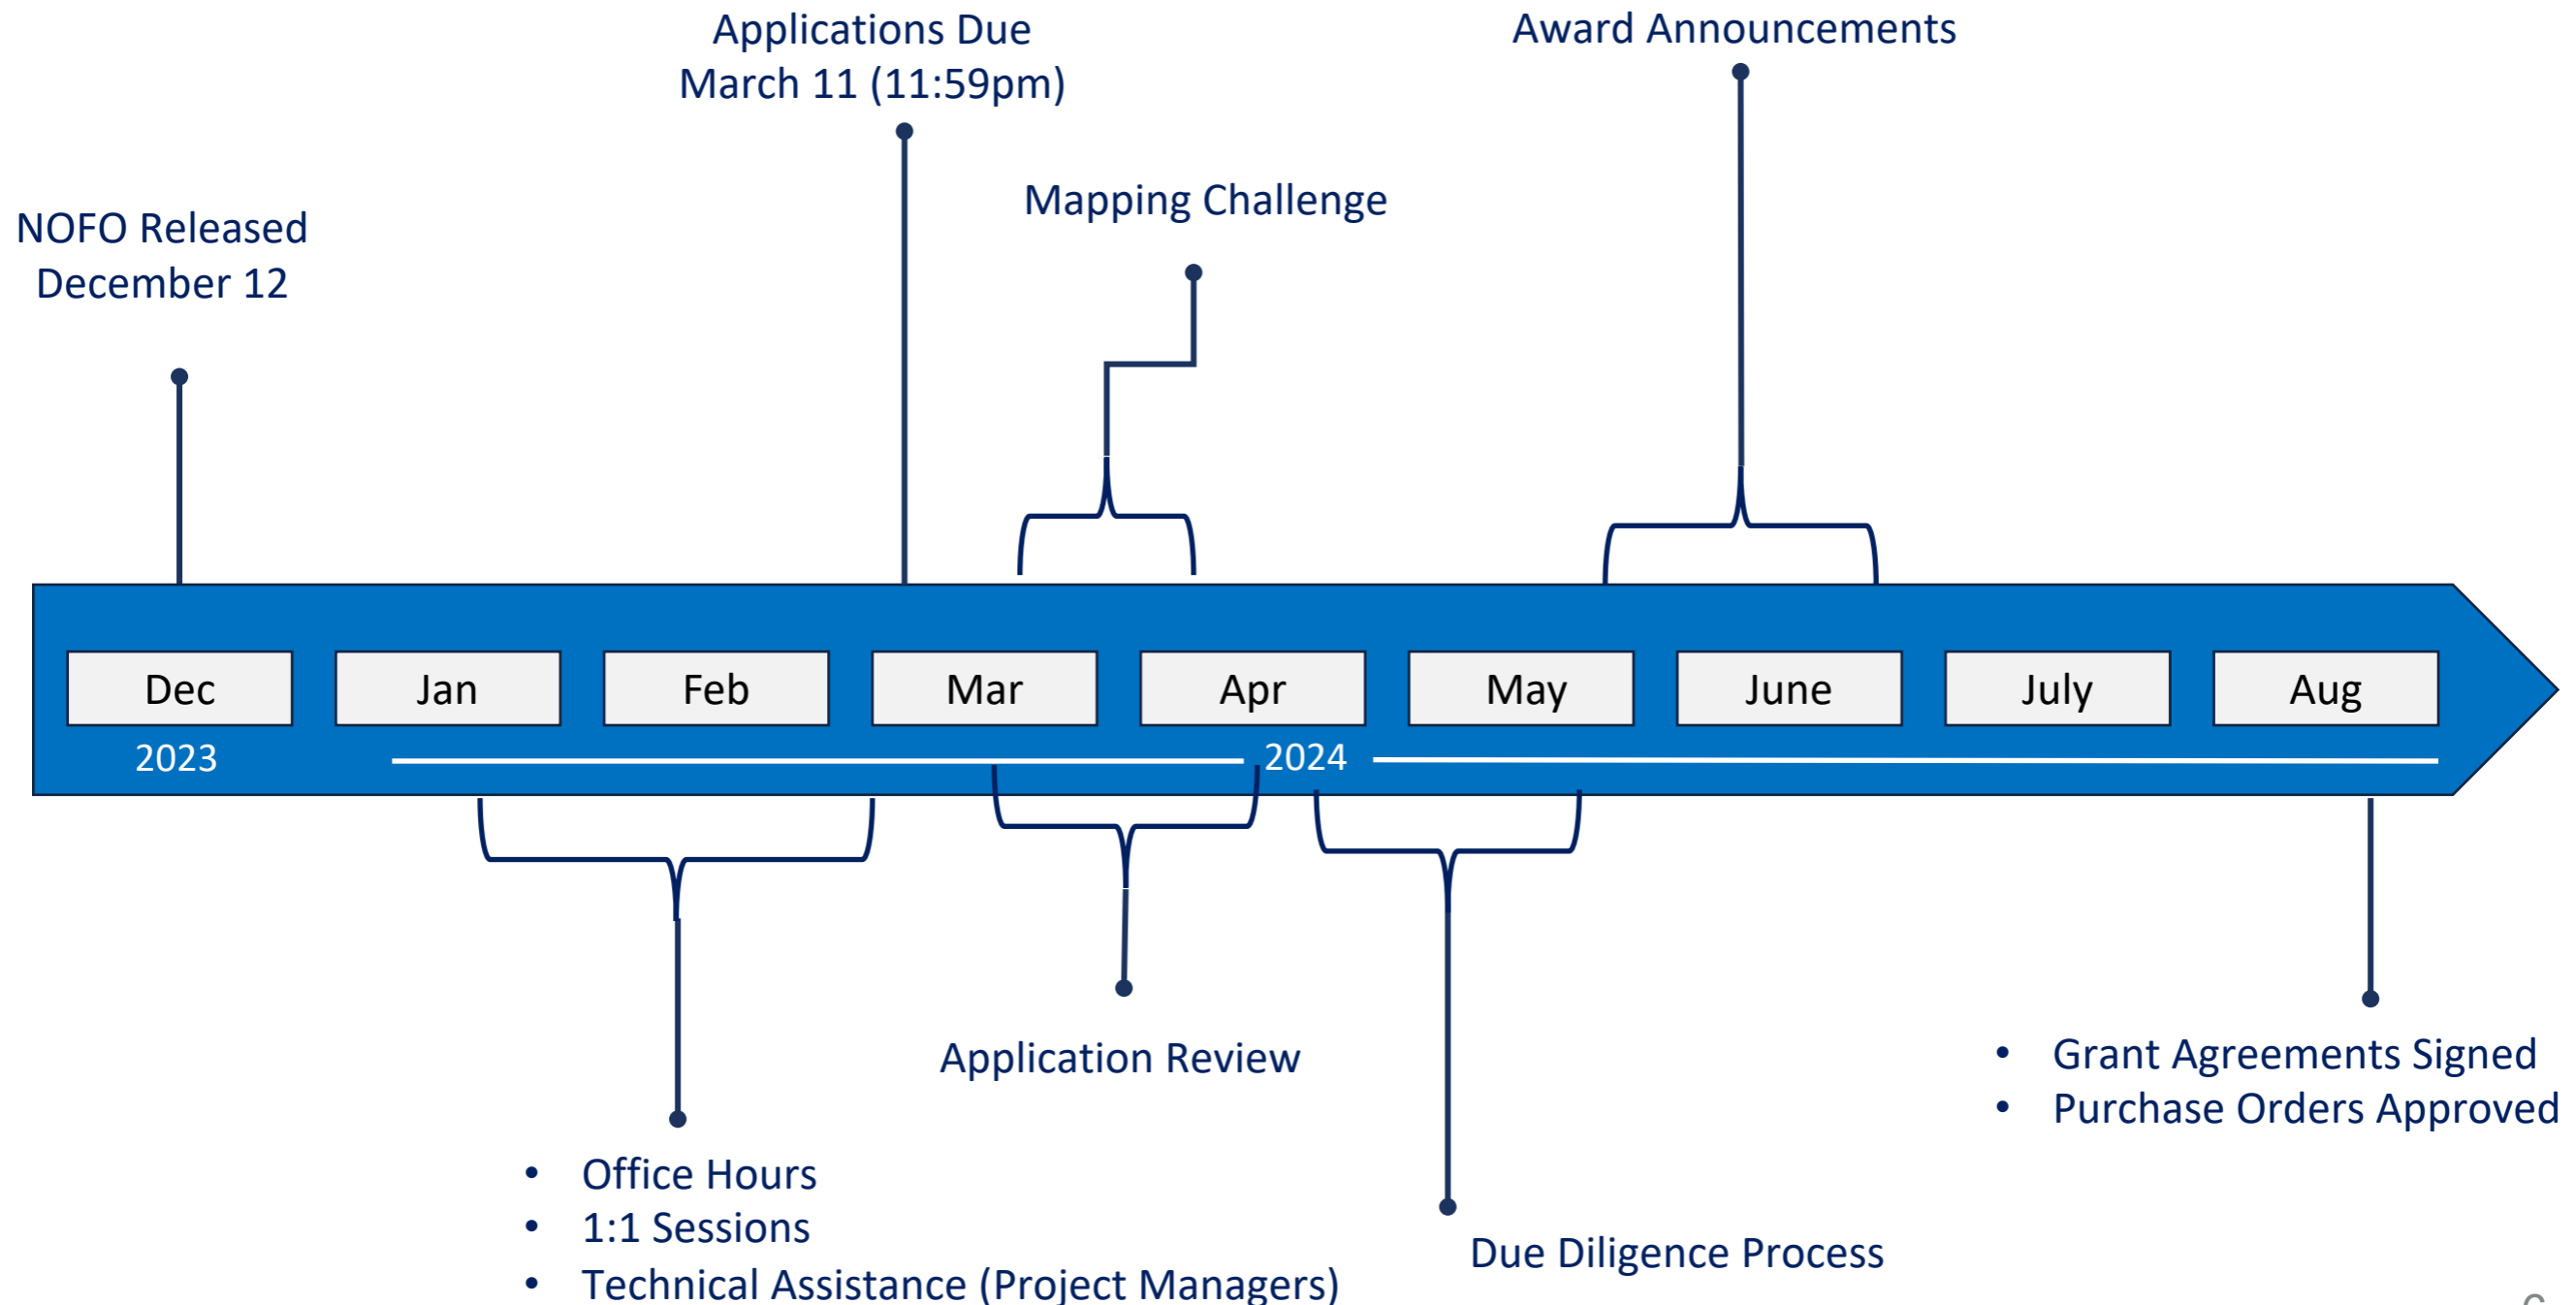 Applications Due
March 11 (11:59pm)
Award Announcements
Mapping Challenge
NOFO Released
December 12
Dec
Jan
Feb
Mar
Apr
May
June
July
Aug
2023
2024
Application Review
• Grant Agreements Signed
• Purchase Orders Approved
• Office Hours
• 1:1 Sessions
• Technical Assistance (Project Managers)
Due Diligence Process